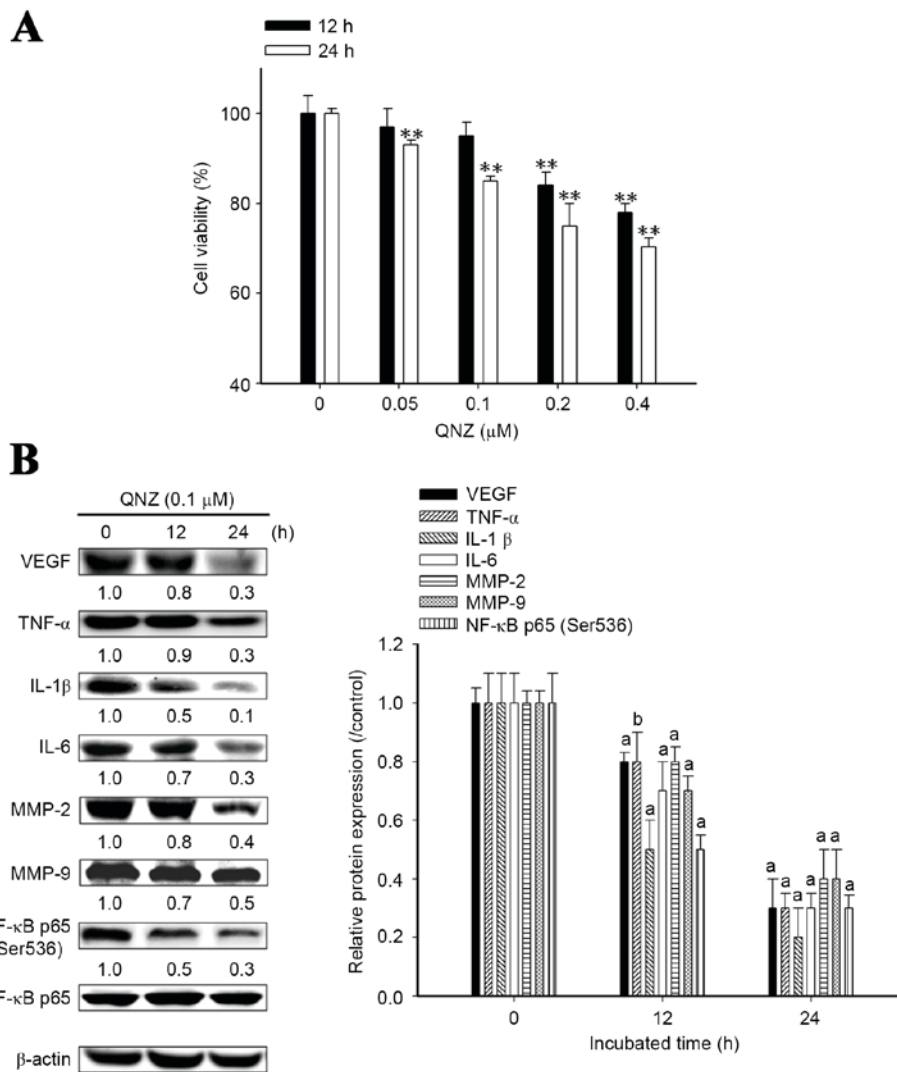 A
12 h
24 h
Cell viability (%)
100
80
60
40
** ** ** ** ** **
0 0.05 0.1 0.2 0.4
QNZ (μM)
B
QNZ (0.1 μM)
0 12 24 (h)
VEGF
1.0 0.8 0.3
TNF-α
1.0 0.9 0.3
IL-1β
1.0 0.5 0.1
IL-6
1.0 0.7 0.3
MMP-2
1.0 0.8 0.4
MMP-9
1.0 0.7 0.5
F-κB p65
Ser536)
1.0 0.5 0.3
F-κB p65
β-actin
VEGF
TNF-α
IL-1 β
IL-6
MMP-2
MMP-9
NF-κB p65 (Ser536)
Relative protein expression (/control)
1.2
1.0
0.8
0.6
0.4
0.2
0.0
a b a a a a a
a a a a a a a
0 12 24
Incubated time (h)